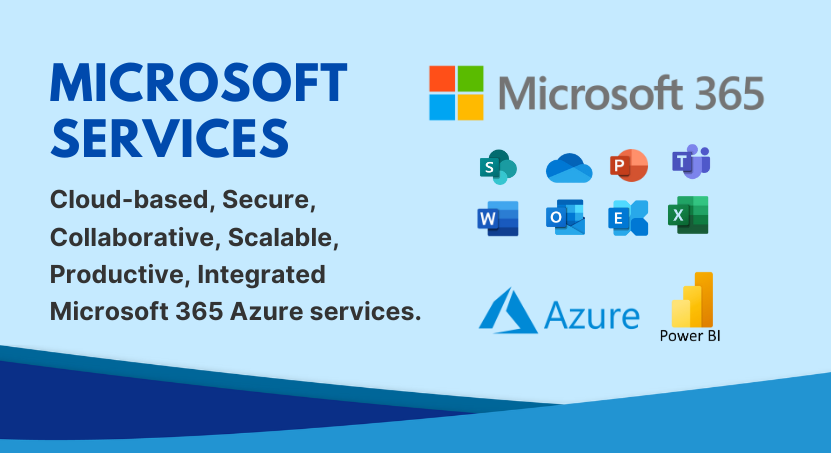 MICROSOFT
SERVICES
Cloud-based, Secure,
Collaborative, Scalable,
Productive, Integrated
Microsoft 365 Azure services.
Microsoft 365
S
P
T
W
O
E
X
Azure
Power BI